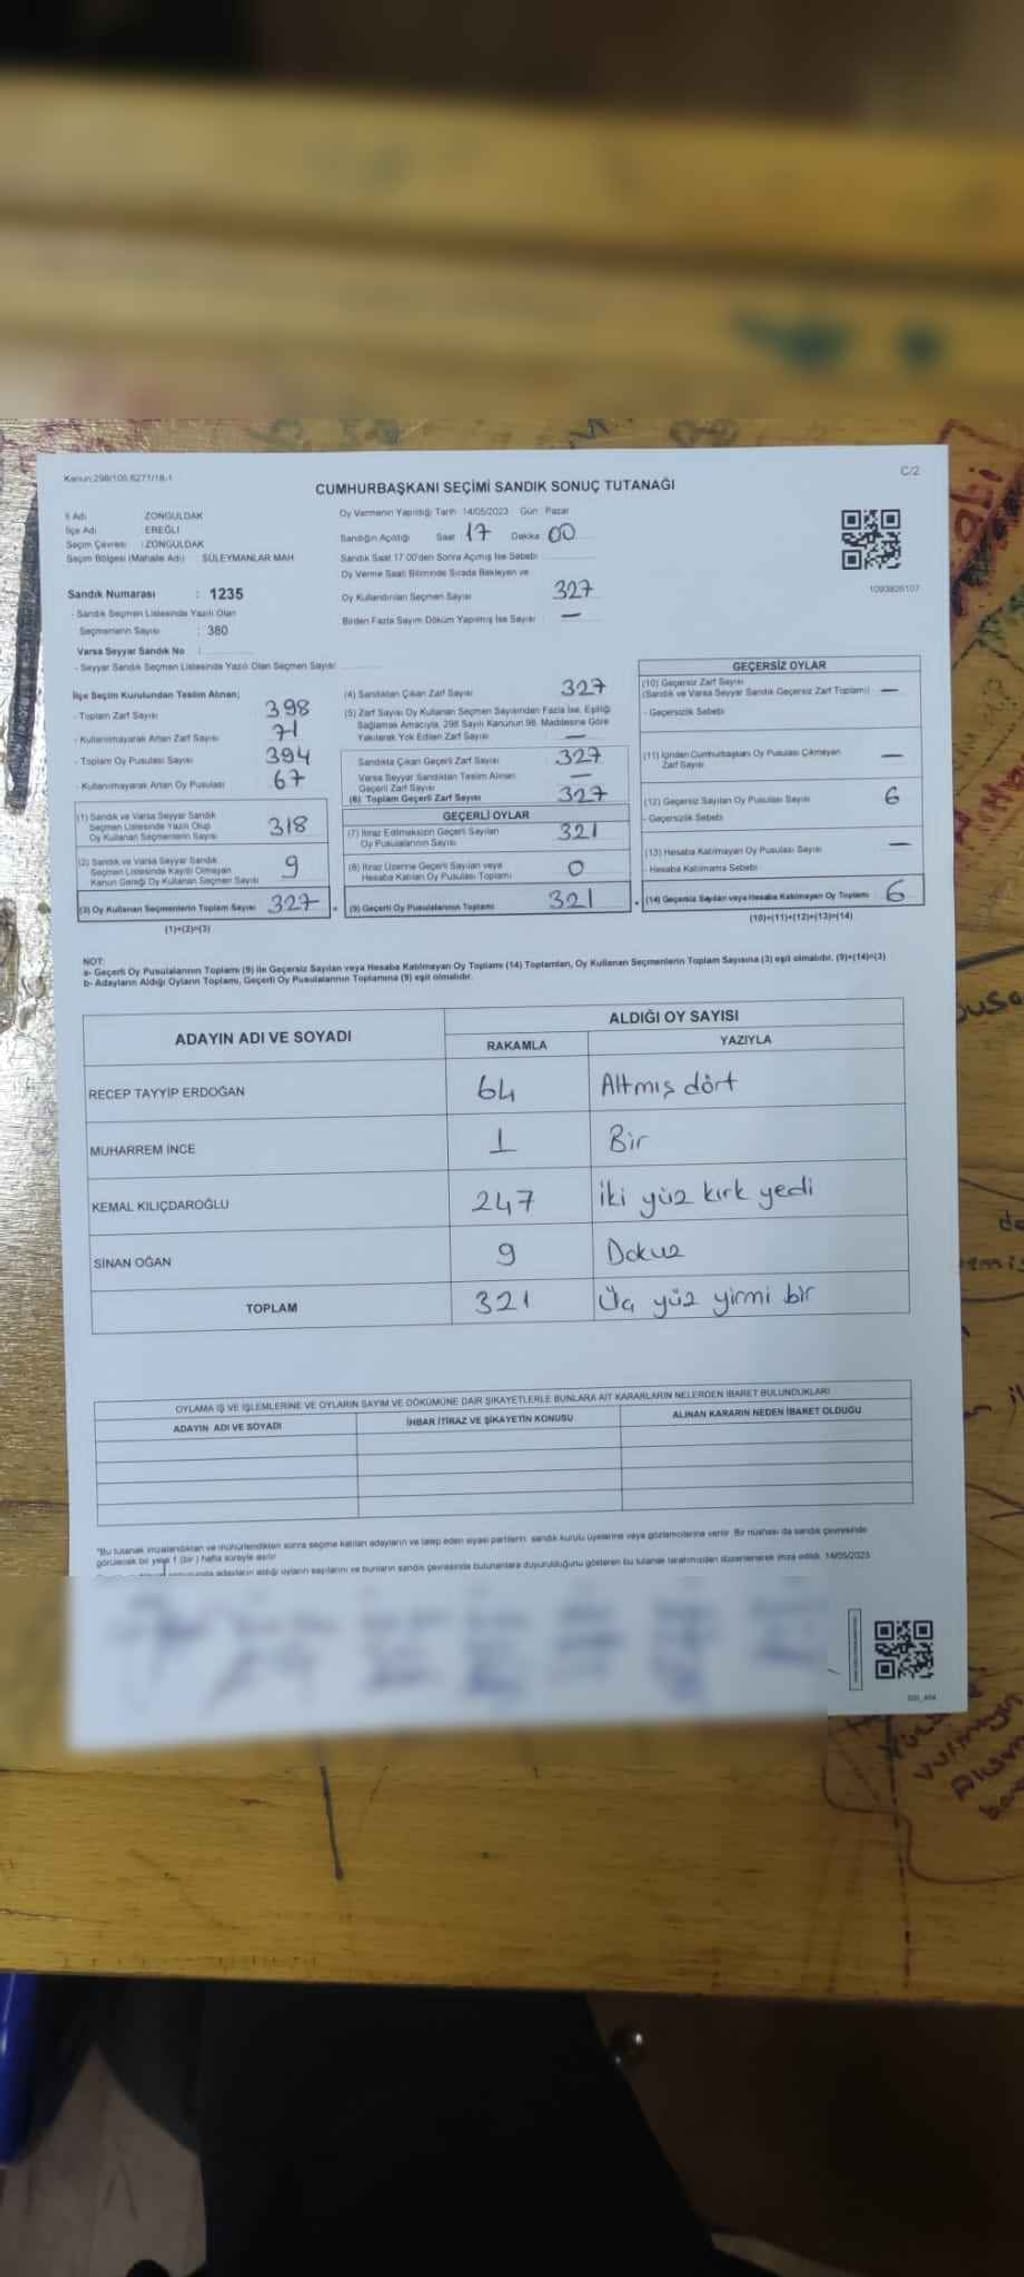 Kanun:298/105,6271/18-1
C/2
CUMHURBAŞKANI SEÇİMİ SANDIK SONUÇ TUTANAĞI
İl Adı ZONGULDAK
İlçe Adı EREĞLİ
Seçim Çevresi : ZONGULDAK
Seçim Bölgesi (Mahalle Adı) SÜLEYMANLAR MAH
Sandık Numarası : 1235
- Sandık Seçmen Listesinde Yazılı Olan
Seçmenlerin Sayısı : 380
Varsa Seyyar Sandık No :
- Seyyar Sandık Seçmen Listesinde Yazılı Olan Seçmen Sayısı
Oy Vermenin Yapıldığı Tarih 14/05/2023 Gün : Pazar
Sandığın Açıldığı Saat 17 Dakika 00
Sandık Saat 17.00'den Sonra Açılmış İse Sebebi
Oy Verme Saati Bitiminde Sırada Bekleyen ve
Oy Kullandırılan Seçmen Sayısı 327
Birden Fazla Sayım Döküm Yapılmış İse Sayısı —
1093826107
İlçe Seçim Kurulundan Teslim Alınan;
- Toplam Zarf Sayısı 398
- Kullanılmayarak Artan Zarf Sayısı 71
- Toplam Oy Pusulası Sayısı 394
- Kullanılmayarak Artan Oy Pusulası 67
(1) Sandık ve Varsa Seyyar Sandık
Seçmen Listesinde Yazılı Olup
Oy Kullanan Seçmenlerin Sayısı 318
(2) Sandık ve Varsa Seyyar Sandık
Seçmen Listesinde Kayıtlı Olmayan
Kanun Gereği Oy Kullanan Seçmen Sayısı 9
(3) Oy Kullanan Seçmenlerin Toplam Sayısı 327
(1)+(2)=(3)
(4) Sandıktan Çıkan Zarf Sayısı 327
(5) Zarf Sayısı Oy Kullanan Seçmen Sayısından Fazla İse, Eşitliği
Sağlamak Amacıyla, 298 Sayılı Kanunun 98. Maddesine Göre
Yakılarak Yok Edilen Zarf Sayısı —
Sandıkta Çıkan Geçerli Zarf Sayısı 327
Varsa Seyyar Sandıktan Teslim Alınan
Geçerli Zarf Sayısı —
(6) Toplam Geçerli Zarf Sayısı 327
GEÇERLİ OYLAR
(7) İtiraz Edilmeksizin Geçerli Sayılan
Oy Pusulalarının Sayısı 321
(8) İtiraz Üzerine Geçerli Sayılan veya
Hesaba Katılan Oy Pusulası Toplamı 0
(9) Geçerli Oy Pusulalarının Toplamı 321
GEÇERSİZ OYLAR
(10) Geçersiz Zarf Sayısı
(Sandık ve Varsa Seyyar Sandık Geçersiz Zarf Toplamı) —
- Geçersizlik Sebebi
(11) İçinden Cumhurbaşkanı Oy Pusulası Çıkmayan
Zarf Sayısı —
(12) Geçersiz Sayılan Oy Pusulası Sayısı 6
- Geçersizlik Sebebi
(13) Hesaba Katılmayan Oy Pusulası Sayısı —
- Hesaba Katılmama Sebebi
(14) Geçersiz Sayılan veya Hesaba Katılmayan Oy Toplamı 6
(10)+(11)+(12)+(13)=(14)
NOT:
a- Geçerli Oy Pusulalarının Toplamı (9) ile Geçersiz Sayılan veya Hesaba Katılmayan Oy Toplamı (14) Toplamları, Oy Kullanan Seçmenlerin Toplam Sayısına (3) eşit olmalıdır. (9)+(14)=(3)
b- Adayların Aldığı Oyların Toplamı, Geçerli Oy Pusulalarının Toplamına (9) eşit olmalıdır.
ADAYIN ADI VE SOYADI ALDIĞI OY SAYISI
RAKAMLA YAZIYLA
RECEP TAYYİP ERDOĞAN 64 Altmış dört
MUHARREM İNCE 1 Bir
KEMAL KILIÇDAROĞLU 247 İki yüz kırk yedi
SİNAN OĞAN 9 Dokuz
TOPLAM 321 Üç yüz yirmi bir
OYLAMA İŞ VE İŞLEMLERİNE VE OYLARIN SAYIM VE DÖKÜMÜNE DAİR ŞİKAYETLERLE BUNLARA AİT KARARLARIN NELERDEN İBARET BULUNDUKLARI
ADAYIN ADI VE SOYADI İHBAR İTİRAZ VE ŞİKAYETİN KONUSU ALINAN KARARIN NEDEN İBARET OLDUĞU
*Bu tutanak imzalandıktan ve mühürlendikten sonra seçime katılan adayların ve talep eden siyasi partilerin, sandık kurulu üyelerine veya gözlemcilerine verilir. Bir nüshası da sandık çevresinde
görülecek bir yere 1 (bir) hafta süreyle asılır.
adayların aldığı oyların sayılarını ve bunların sandık çevresinde bulunanlara duyurulduğunu gösteren bu tutanak tarafımızdan düzenlenerek imza edildi. 14/05/2023